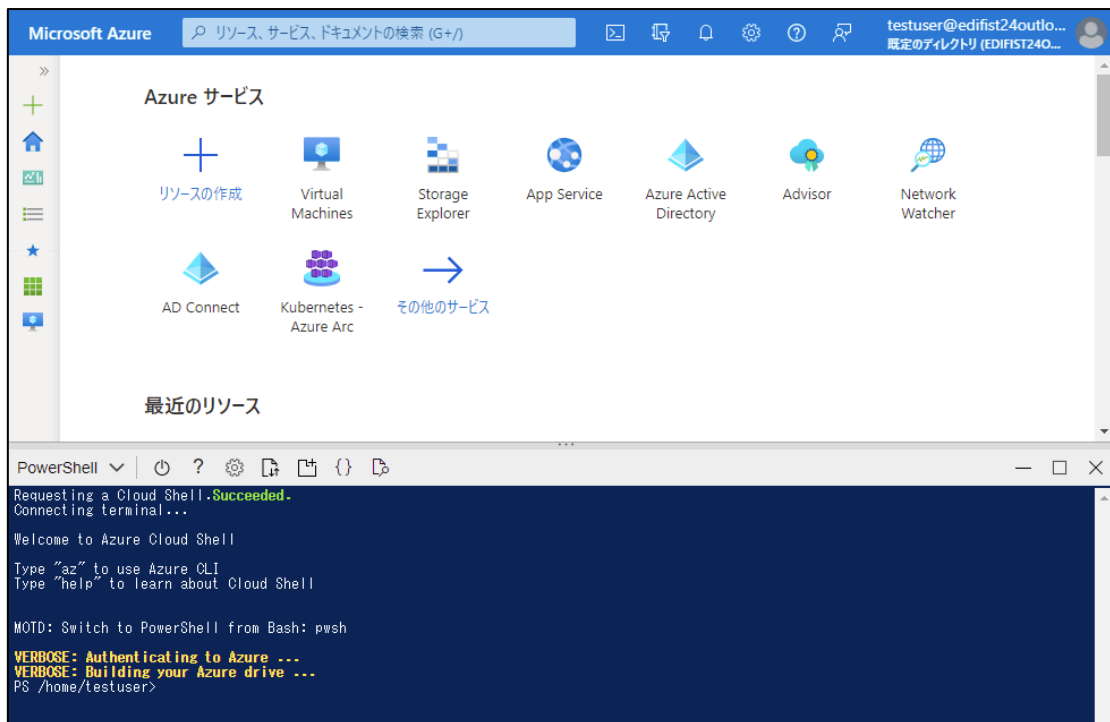 Microsoft Azure
リソース、サービス、ドキュメントの検索 (G+/)
testuser@edifist24outlo...
既定のディレクトリ (EDIFIST24O...
Azure サービス
リソースの作成
Virtual
Machines
Storage
Explorer
App Service
Azure Active
Directory
Advisor
Network
Watcher
AD Connect
Kubernetes -
Azure Arc
その他のサービス
最近のリソース
PowerShell
Requesting a Cloud Shell.Succeeded.
Connecting terminal...
Welcome to Azure Cloud Shell
Type "az" to use Azure CLI
Type "help" to learn about Cloud Shell
MOTD: Switch to PowerShell from Bash: pwsh
VERBOSE: Authenticating to Azure ...
VERBOSE: Building your Azure drive ...
PS /home/testuser>